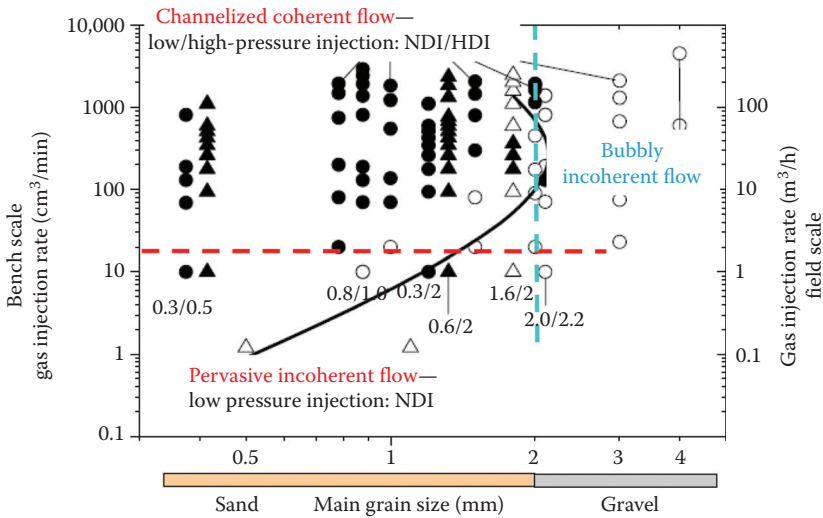 Channelized coherent flow—
low/high-pressure injection: NDI/HDI
10,000
1000
100
10
1
0.1
Bench scale
gas injection rate (cm³/min)
100
10
1
0.1
Gas injection rate (m³/h)
field scale
Bubbly
incoherent flow
0.3/0.5
0.8/1.0
0.3/2
0.6/2
1.6/2
2.0/2.2
Pervasive incoherent flow—
low pressure injection: NDI
0.5
1
2
3
4
Sand
Main grain size (mm)
Gravel